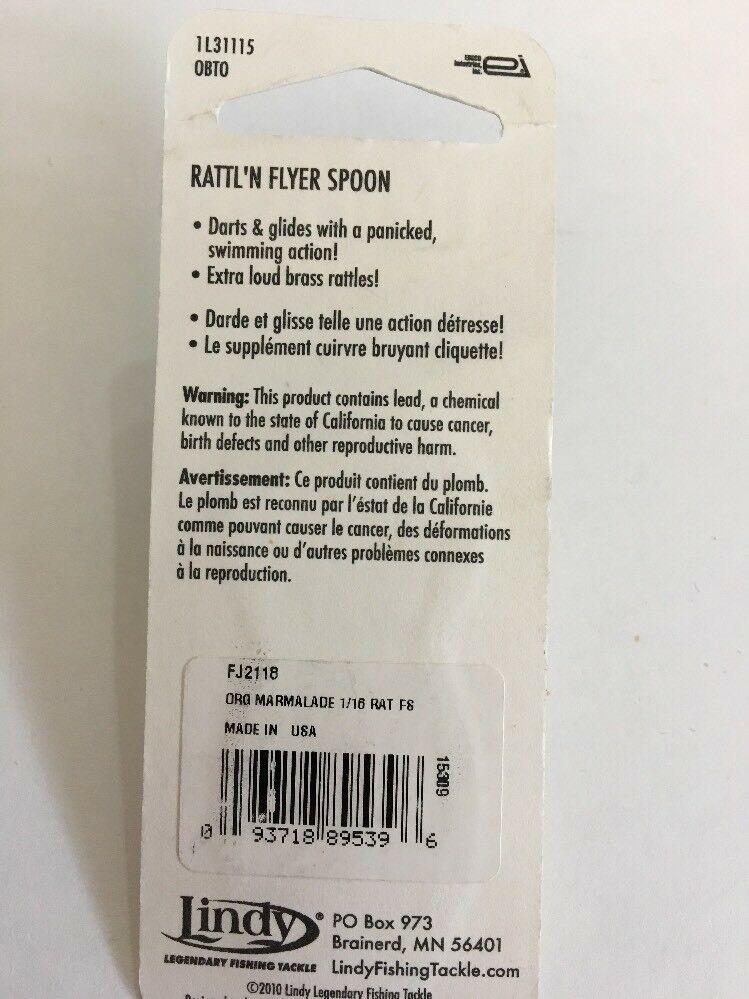 1L31115
OBTO
EBSCO
Industries,
Inc.
RATTL'N FLYER SPOON
• Darts & glides with a panicked,
swimming action!
• Extra loud brass rattles!
• Darde et glisse telle une action détresse!
• Le supplément cuirvre bruyant cliquette!
Warning: This product contains lead, a chemical
known to the state of California to cause cancer,
birth defects and other reproductive harm.
Avertissement: Ce produit contient du plomb.
Le plomb est reconnu par l'éstat de la Californie
comme pouvant causer le cancer, des déformations
à la naissance ou d'autres problèmes connexes
à la reproduction.
FJ2118
ORG MARMALADE 1/16 RAT FS
MADE IN USA
15309
0 93718 89539 6
Lindy®
LEGENDARY FISHING TACKLE
PO Box 973
Brainerd, MN 56401
LindyFishingTackle.com
©2010 Lindy Legendary Fishing Tackle